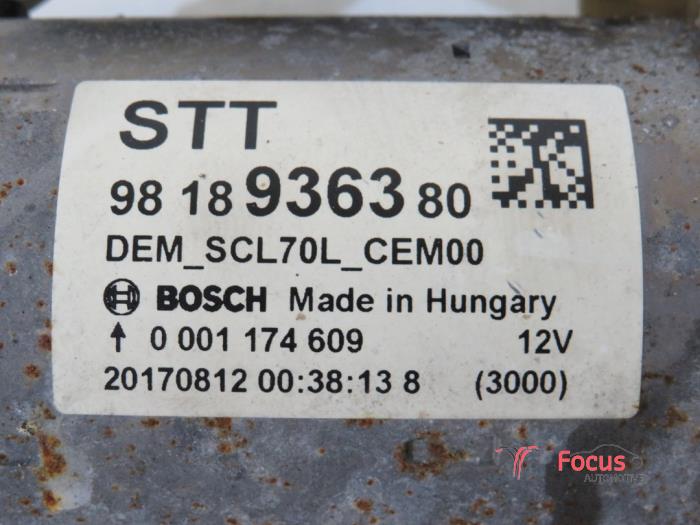 STT
98 18 9363 80
DEM_SCL70L_CEM00
BOSCH Made in Hungary
0 001 174 609 12V
20170812 00:38:13 8 (3000)
Focus
AUTOMOTIVE